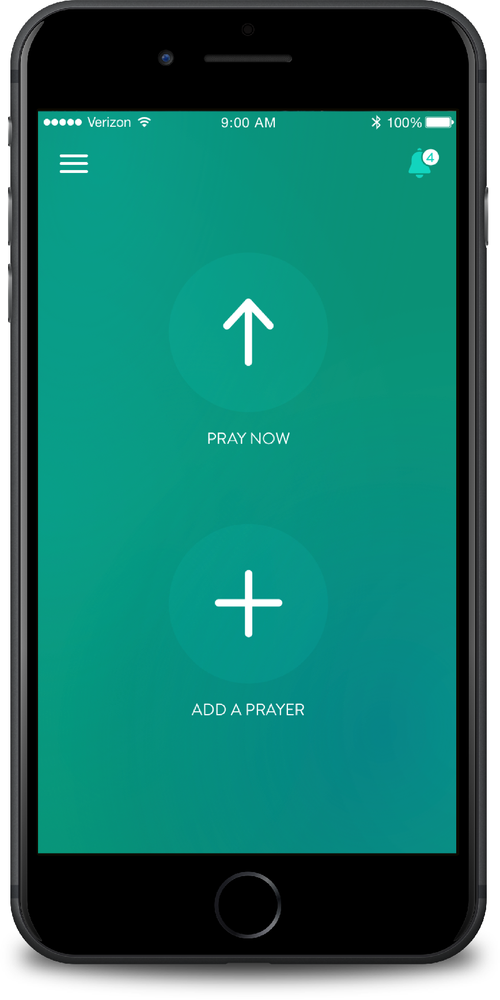 Verizon 9:00 AM 100%
4
PRAY NOW
ADD A PRAYER